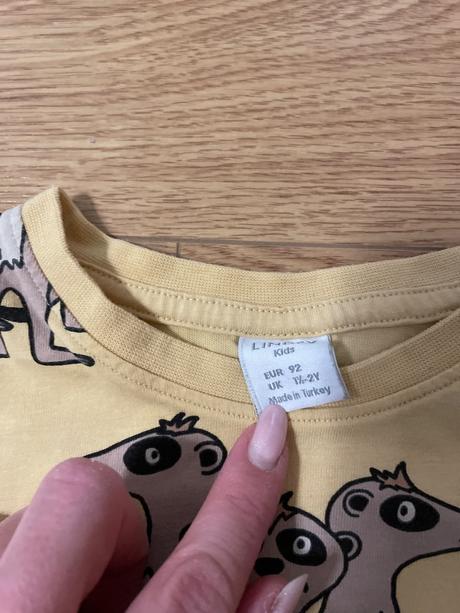 Kids
EUR 92
UK 1½-2Y
Made in Turkey